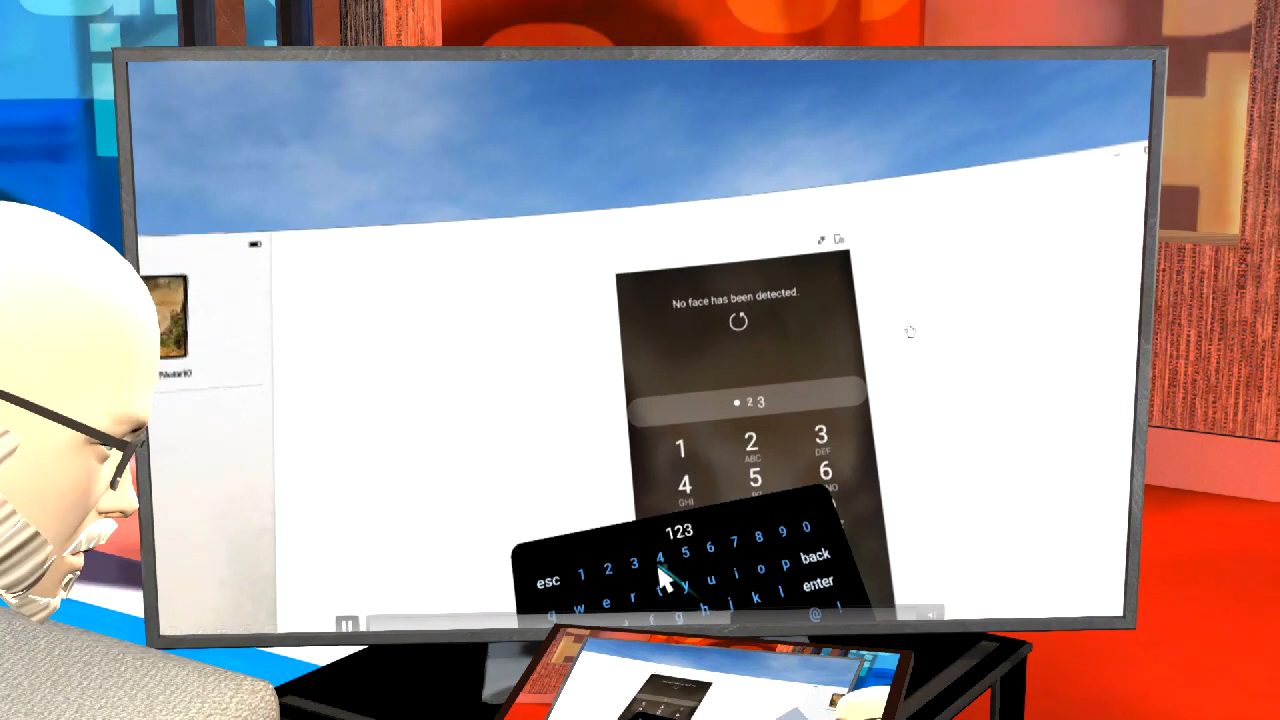 No face has been detected.
2 3
1 2 3
ABC DEF
4 5 6
GHI
123
esc 1 2 3 4 5 6 7 8 9 0 back
q w e r t y u i o p enter
f g h j k l @ !